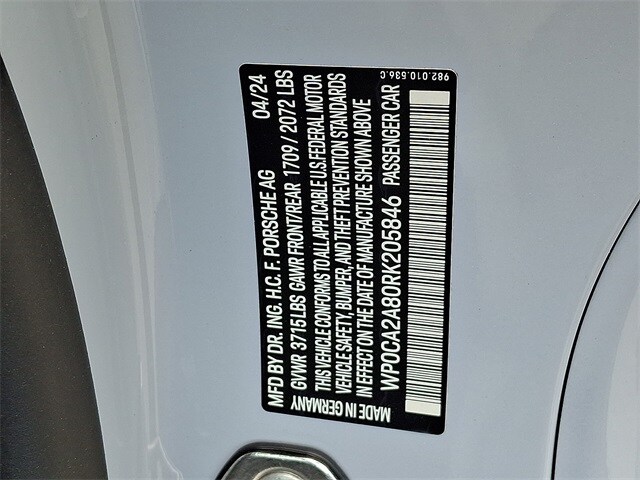 MFD BY DR. ING. H.C. F. PORSCHE AG 04/24
GVWR 3715LBS GAWR FRONT/REAR 1709/2072 LBS
THIS VEHICLE CONFORMS TO ALL APPLICABLE U.S.FEDERAL MOTOR
VEHICLE SAFETY, BUMPER, AND THEFT PREVENTION STANDARDS
IN EFFECT ON THE DATE OF MANUFACTURE SHOWN ABOVE
WP0CA2A80RK205846 PASSENGER CAR
MADE IN GERMANY
982.010.536.C